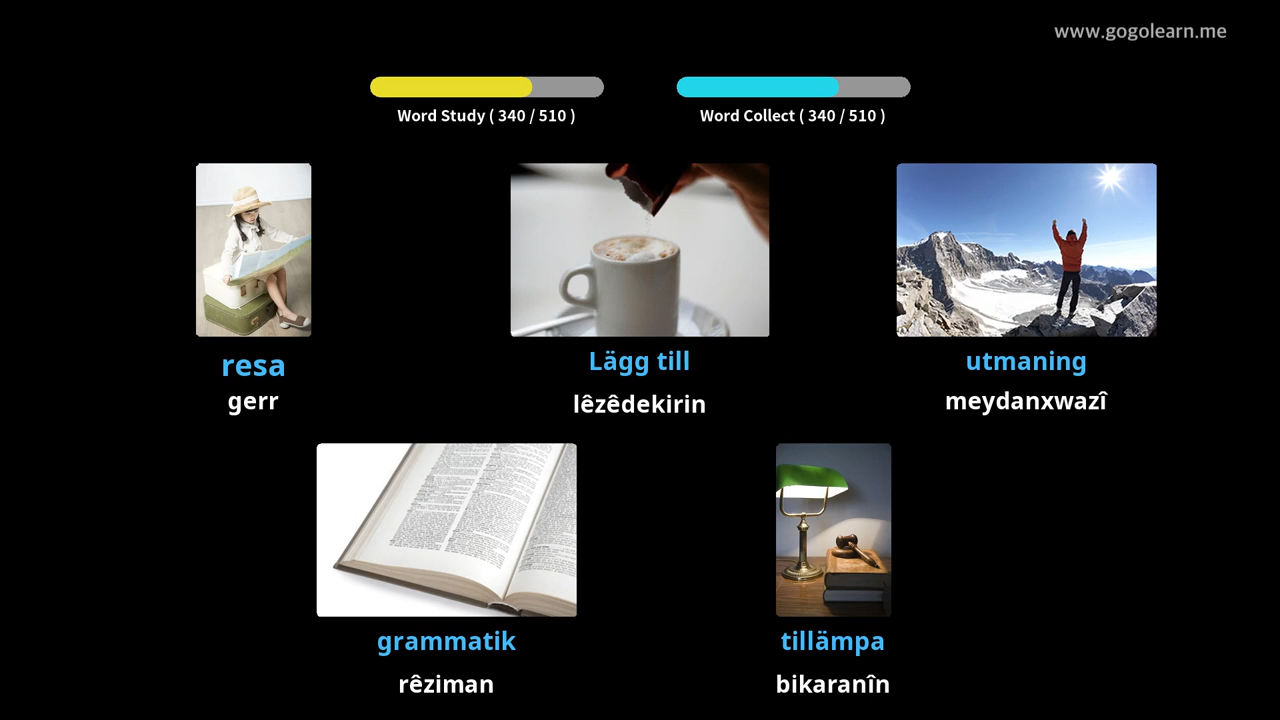 www.gogolearn.me
Word Study ( 340 / 510 )
Word Collect ( 340 / 510 )
resa
gerr
Lägg till
lêzêdekirin
utmaning
meydanxwazî
grammatik
rêziman
tillämpa
bikaranîn